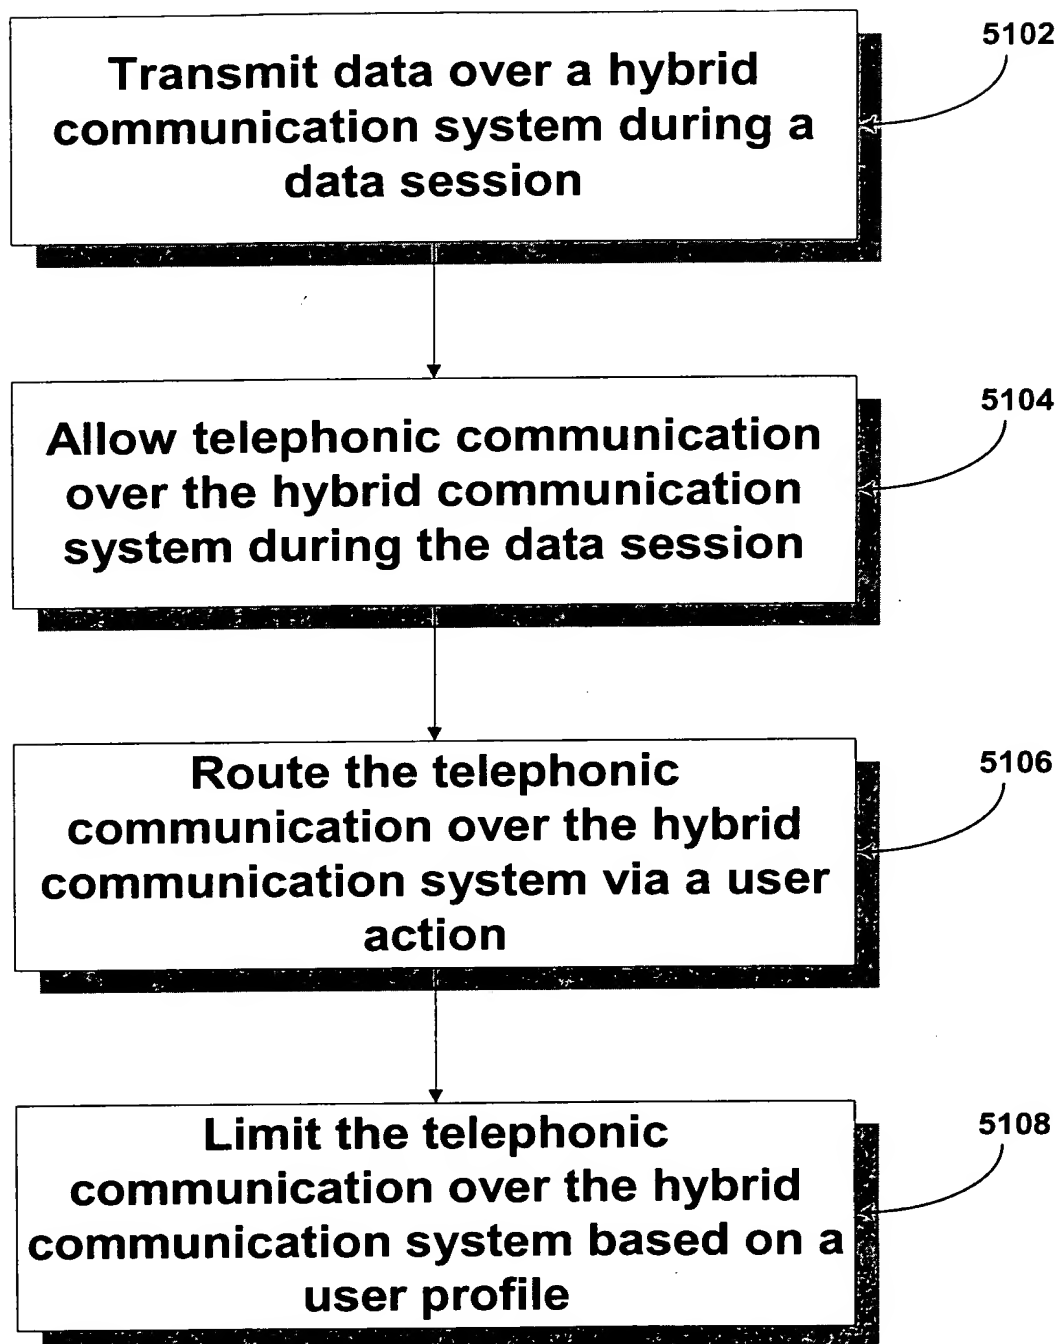 Transmit data over a hybrid
communication system during a
data session
5102
Allow telephonic communication
over the hybrid communication
system during the data session
5104
Route the telephonic
communication over the hybrid
communication system via a user
action
5106
Limit the telephonic
communication over the hybrid
communication system based on a
user profile
5108